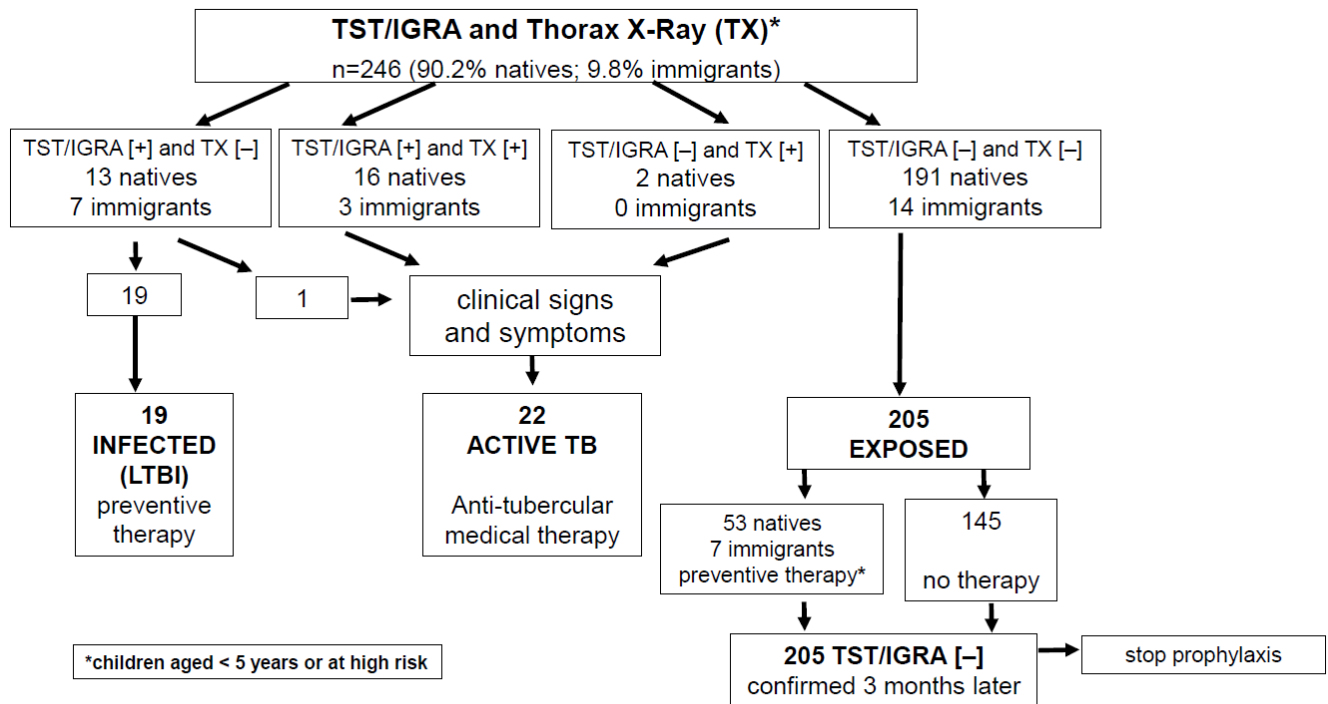 TST/IGRA and Thorax X-Ray (TX)*
n=246 (90.2% natives; 9.8% immigrants)
TST/IGRA [+] and TX [–]
13 natives
7 immigrants
TST/IGRA [+] and TX [+]
16 natives
3 immigrants
TST/IGRA [–] and TX [+]
2 natives
0 immigrants
TST/IGRA [–] and TX [–]
191 natives
14 immigrants
19
1
clinical signs
and symptoms
19
INFECTED
(LTBI)
preventive
therapy
22
ACTIVE TB
Anti-tubercular
medical therapy
205
EXPOSED
53 natives
7 immigrants
preventive therapy*
145
no therapy
205 TST/IGRA [–]
confirmed 3 months later
stop prophylaxis
*children aged < 5 years or at high risk